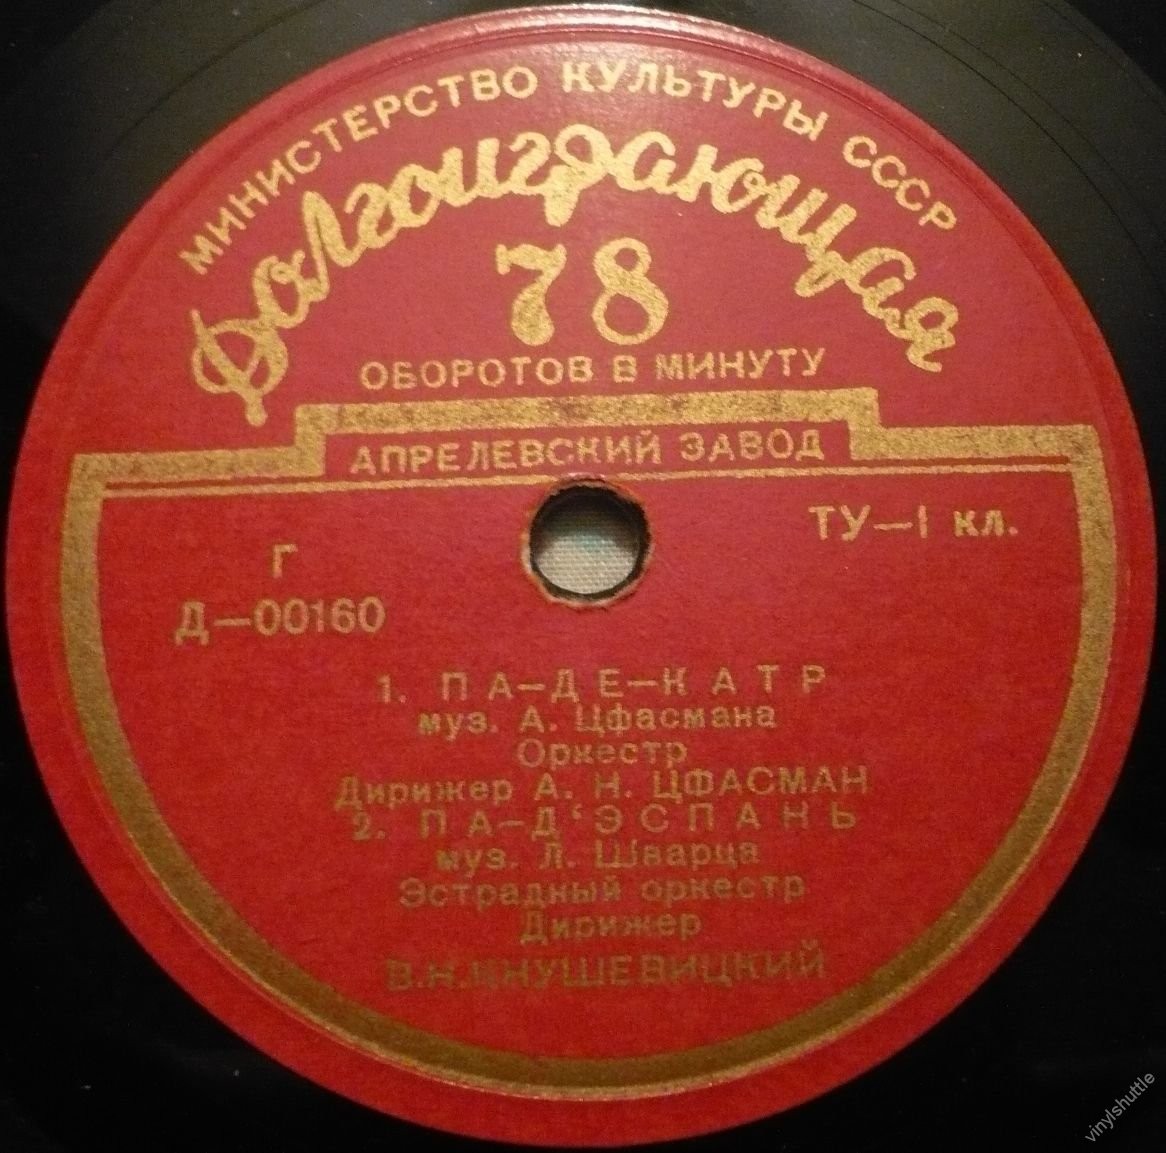 МИНИСТЕРСТВО КУЛЬТУРЫ СССР
Долгоиграющая
78
ОБОРОТОВ В МИНУТУ
АПРЕЛЕВСКИЙ ЗАВОД
ТУ—I кл.
Г
Д—00160
1. ПА—ДЕ—КАТР
муз. А. Цфасмана
Оркестр
Дирижер А. Н. ЦФАСМАН
2. ПА—Д‘ЭСПАНЬ
муз. Л. Шварца
Эстрадный оркестр
Дирижер
В.Н.КНУШЕВИЦКИЙ
vinylshuttle